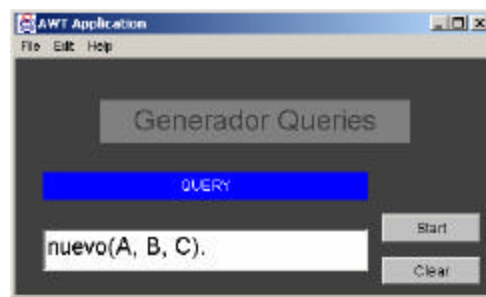 AWT Application
File Edit Help
Generador Queries
QUERY
nuevo(A, B, C).
Start
Clear